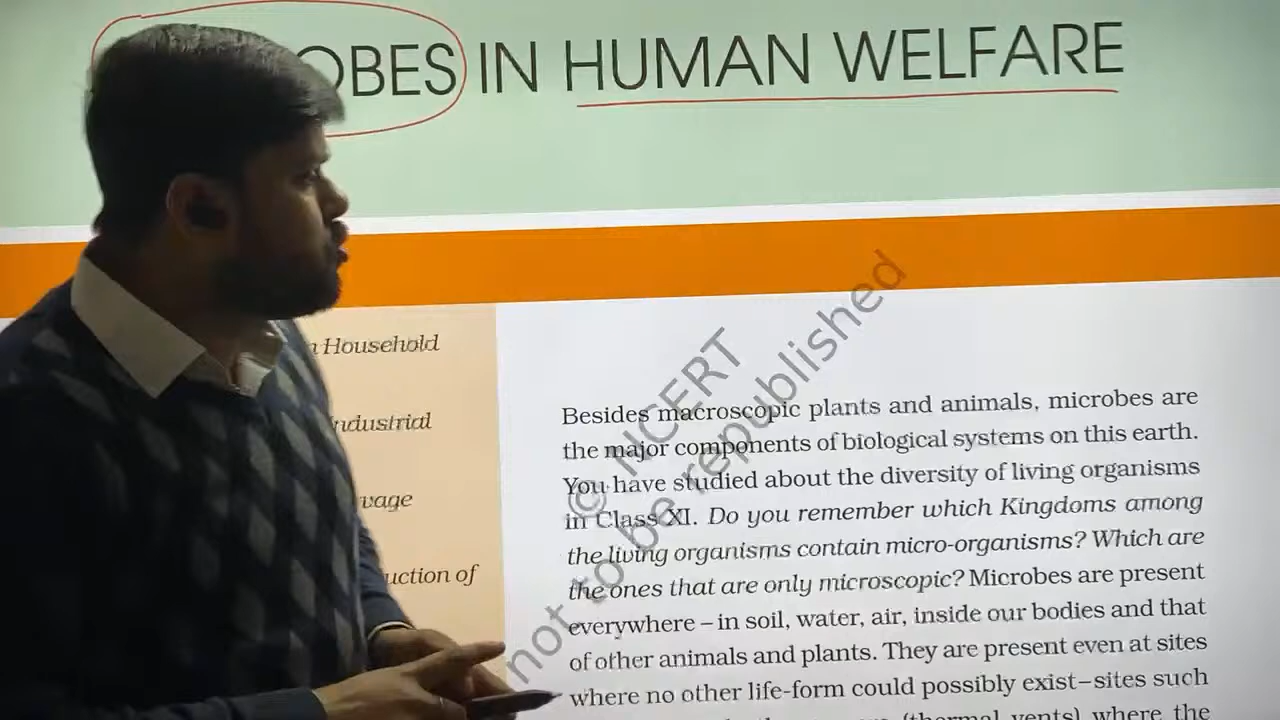 OBES IN HUMAN WELFARE
Household
ndustrial
vage
uction of
Besides macroscopic plants and animals, microbes are
the major components of biological systems on this earth.
You have studied about the diversity of living organisms
in Class XI. Do you remember which Kingdoms among
the living organisms contain micro-organisms? Which are
the ones that are only microscopic? Microbes are present
everywhere – in soil, water, air, inside our bodies and that
of other animals and plants. They are present even at sites
where no other life-form could possibly exist–sites such
(thermal vents) where the
© NCERT
not to be republished